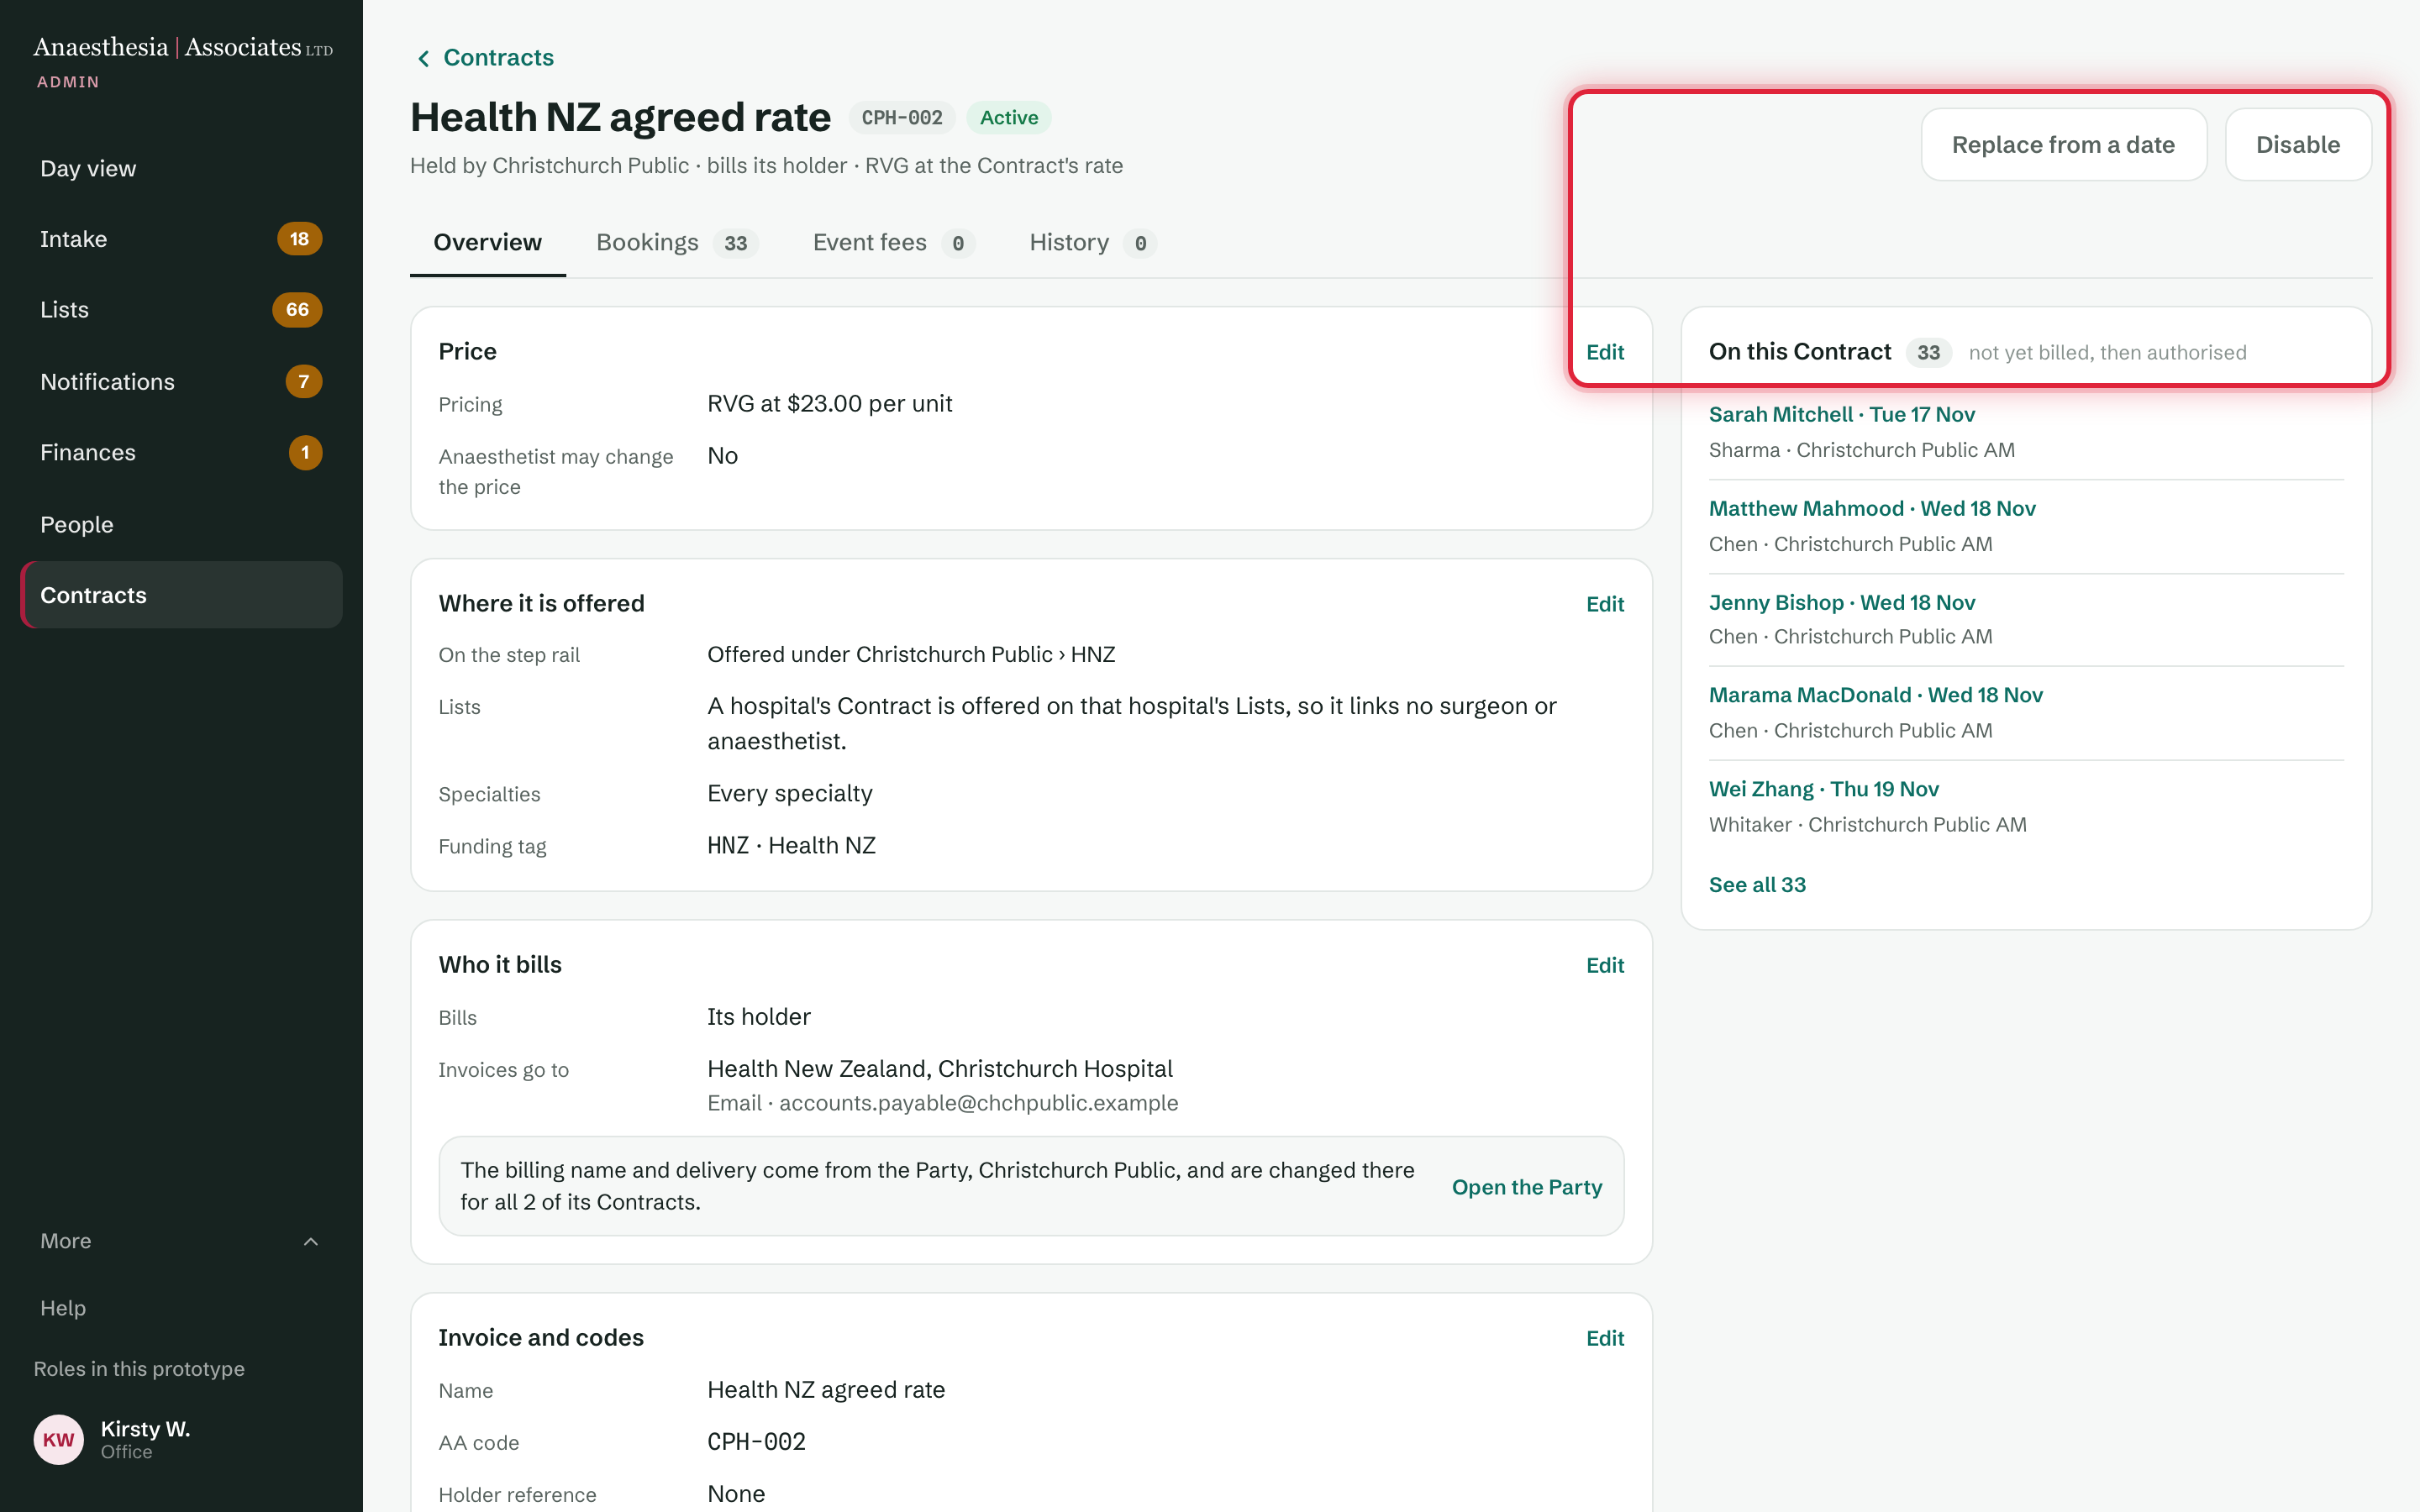 Anaesthesia | Associates LTD
ADMIN
Day view
Intake 18
Lists 66
Notifications 7
Finances 1
People
Contracts
More
Help
Roles in this prototype
KW
Kirsty W.
Office
Contracts
Health NZ agreed rate CPH-002 Active
Held by Christchurch Public · bills its holder · RVG at the Contract's rate
Replace from a date
Disable
Overview
Bookings 33
Event fees 0
History 0
Price
Edit
Pricing
RVG at $23.00 per unit
Anaesthetist may change
the price
No
Where it is offered
Edit
On the step rail
Offered under Christchurch Public › HNZ
Lists
A hospital's Contract is offered on that hospital's Lists, so it links no surgeon or
anaesthetist.
Specialties
Every specialty
Funding tag
HNZ · Health NZ
Who it bills
Edit
Bills
Its holder
Invoices go to
Health New Zealand, Christchurch Hospital
Email · accounts.payable@chchpublic.example
The billing name and delivery come from the Party, Christchurch Public, and are changed there
for all 2 of its Contracts.
Open the Party
Invoice and codes
Edit
Name
Health NZ agreed rate
AA code
CPH-002
Holder reference
None
On this Contract 33 not yet billed, then authorised
Sarah Mitchell · Tue 17 Nov
Sharma · Christchurch Public AM
Matthew Mahmood · Wed 18 Nov
Chen · Christchurch Public AM
Jenny Bishop · Wed 18 Nov
Chen · Christchurch Public AM
Marama MacDonald · Wed 18 Nov
Chen · Christchurch Public AM
Wei Zhang · Thu 19 Nov
Whitaker · Christchurch Public AM
See all 33